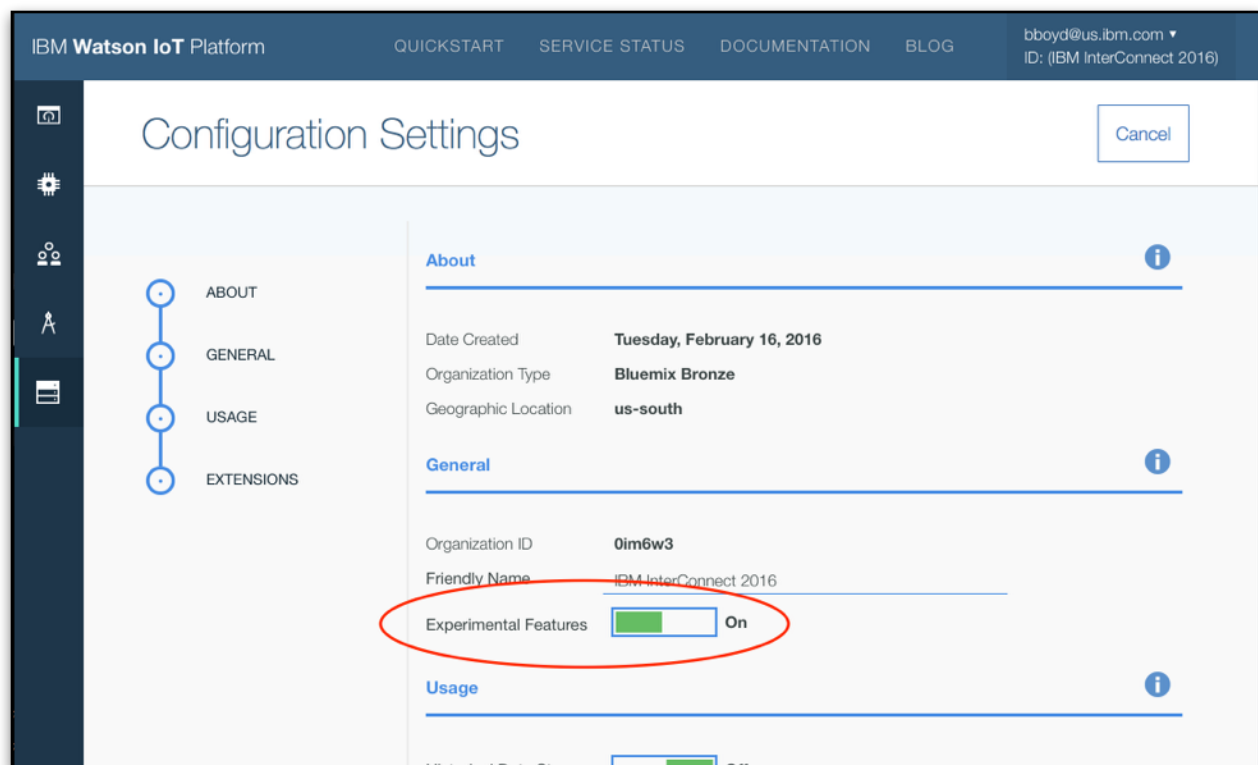 IBM Watson IoT Platform
QUICKSTART SERVICE STATUS DOCUMENTATION BLOG
bboyd@us.ibm.com ▾
ID: (IBM InterConnect 2016)
Configuration Settings
Cancel
ABOUT
GENERAL
USAGE
EXTENSIONS
About
Date Created Tuesday, February 16, 2016
Organization Type Bluemix Bronze
Geographic Location us-south
General
Organization ID 0im6w3
Friendly Name IBM InterConnect 2016
Experimental Features On
Usage